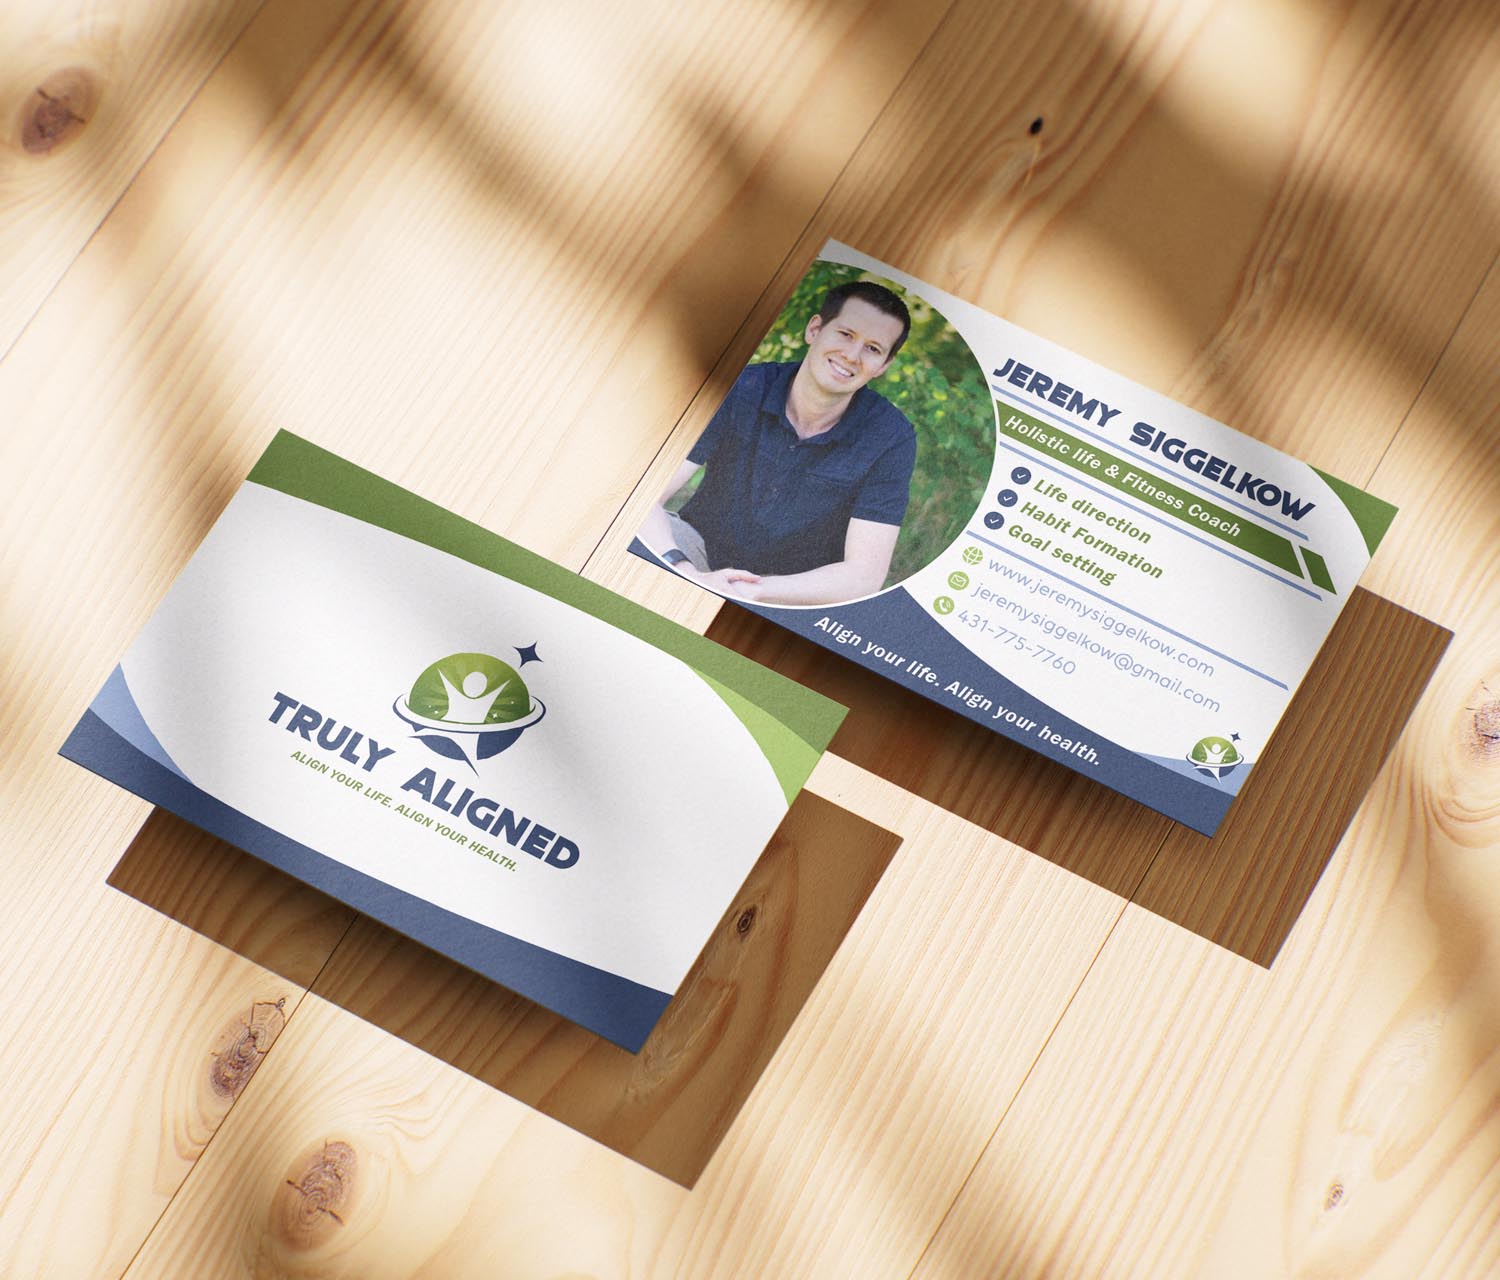 JEREMY SIGGELKOW
Holistic life & Fitness Coach
Life direction
Habit Formation
Goal setting
www.jeremysiggelkow.com
jeremysiggelkow@gmail.com
431-775-7760
Align your life. Align your health.
TRULY ALIGNED
ALIGN YOUR LIFE. ALIGN YOUR HEALTH.